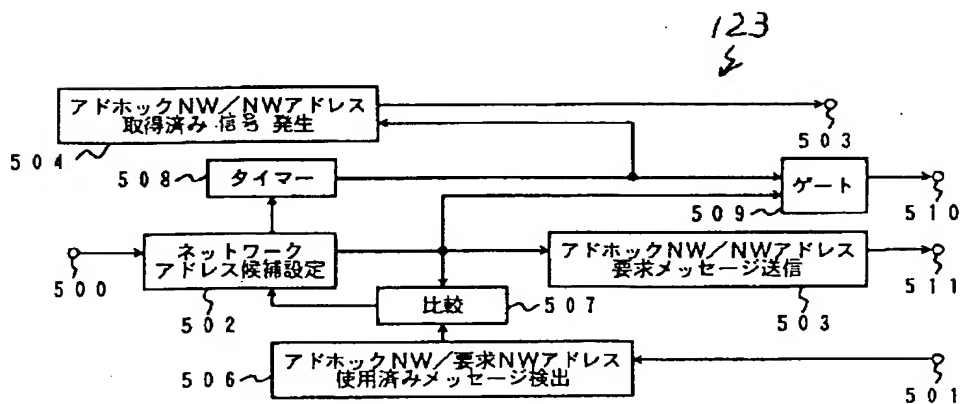 123
アドホックNW／NWアドレス
取得済み 信号 発生
503
504
508
タイマー
ゲート
509
510
500
ネットワーク
アドレス候補設定
アドホックNW／NWアドレス
要求メッセージ送信
511
502
比較
507
503
506
アドホックNW／要求NWアドレス
使用済みメッセージ検出
501